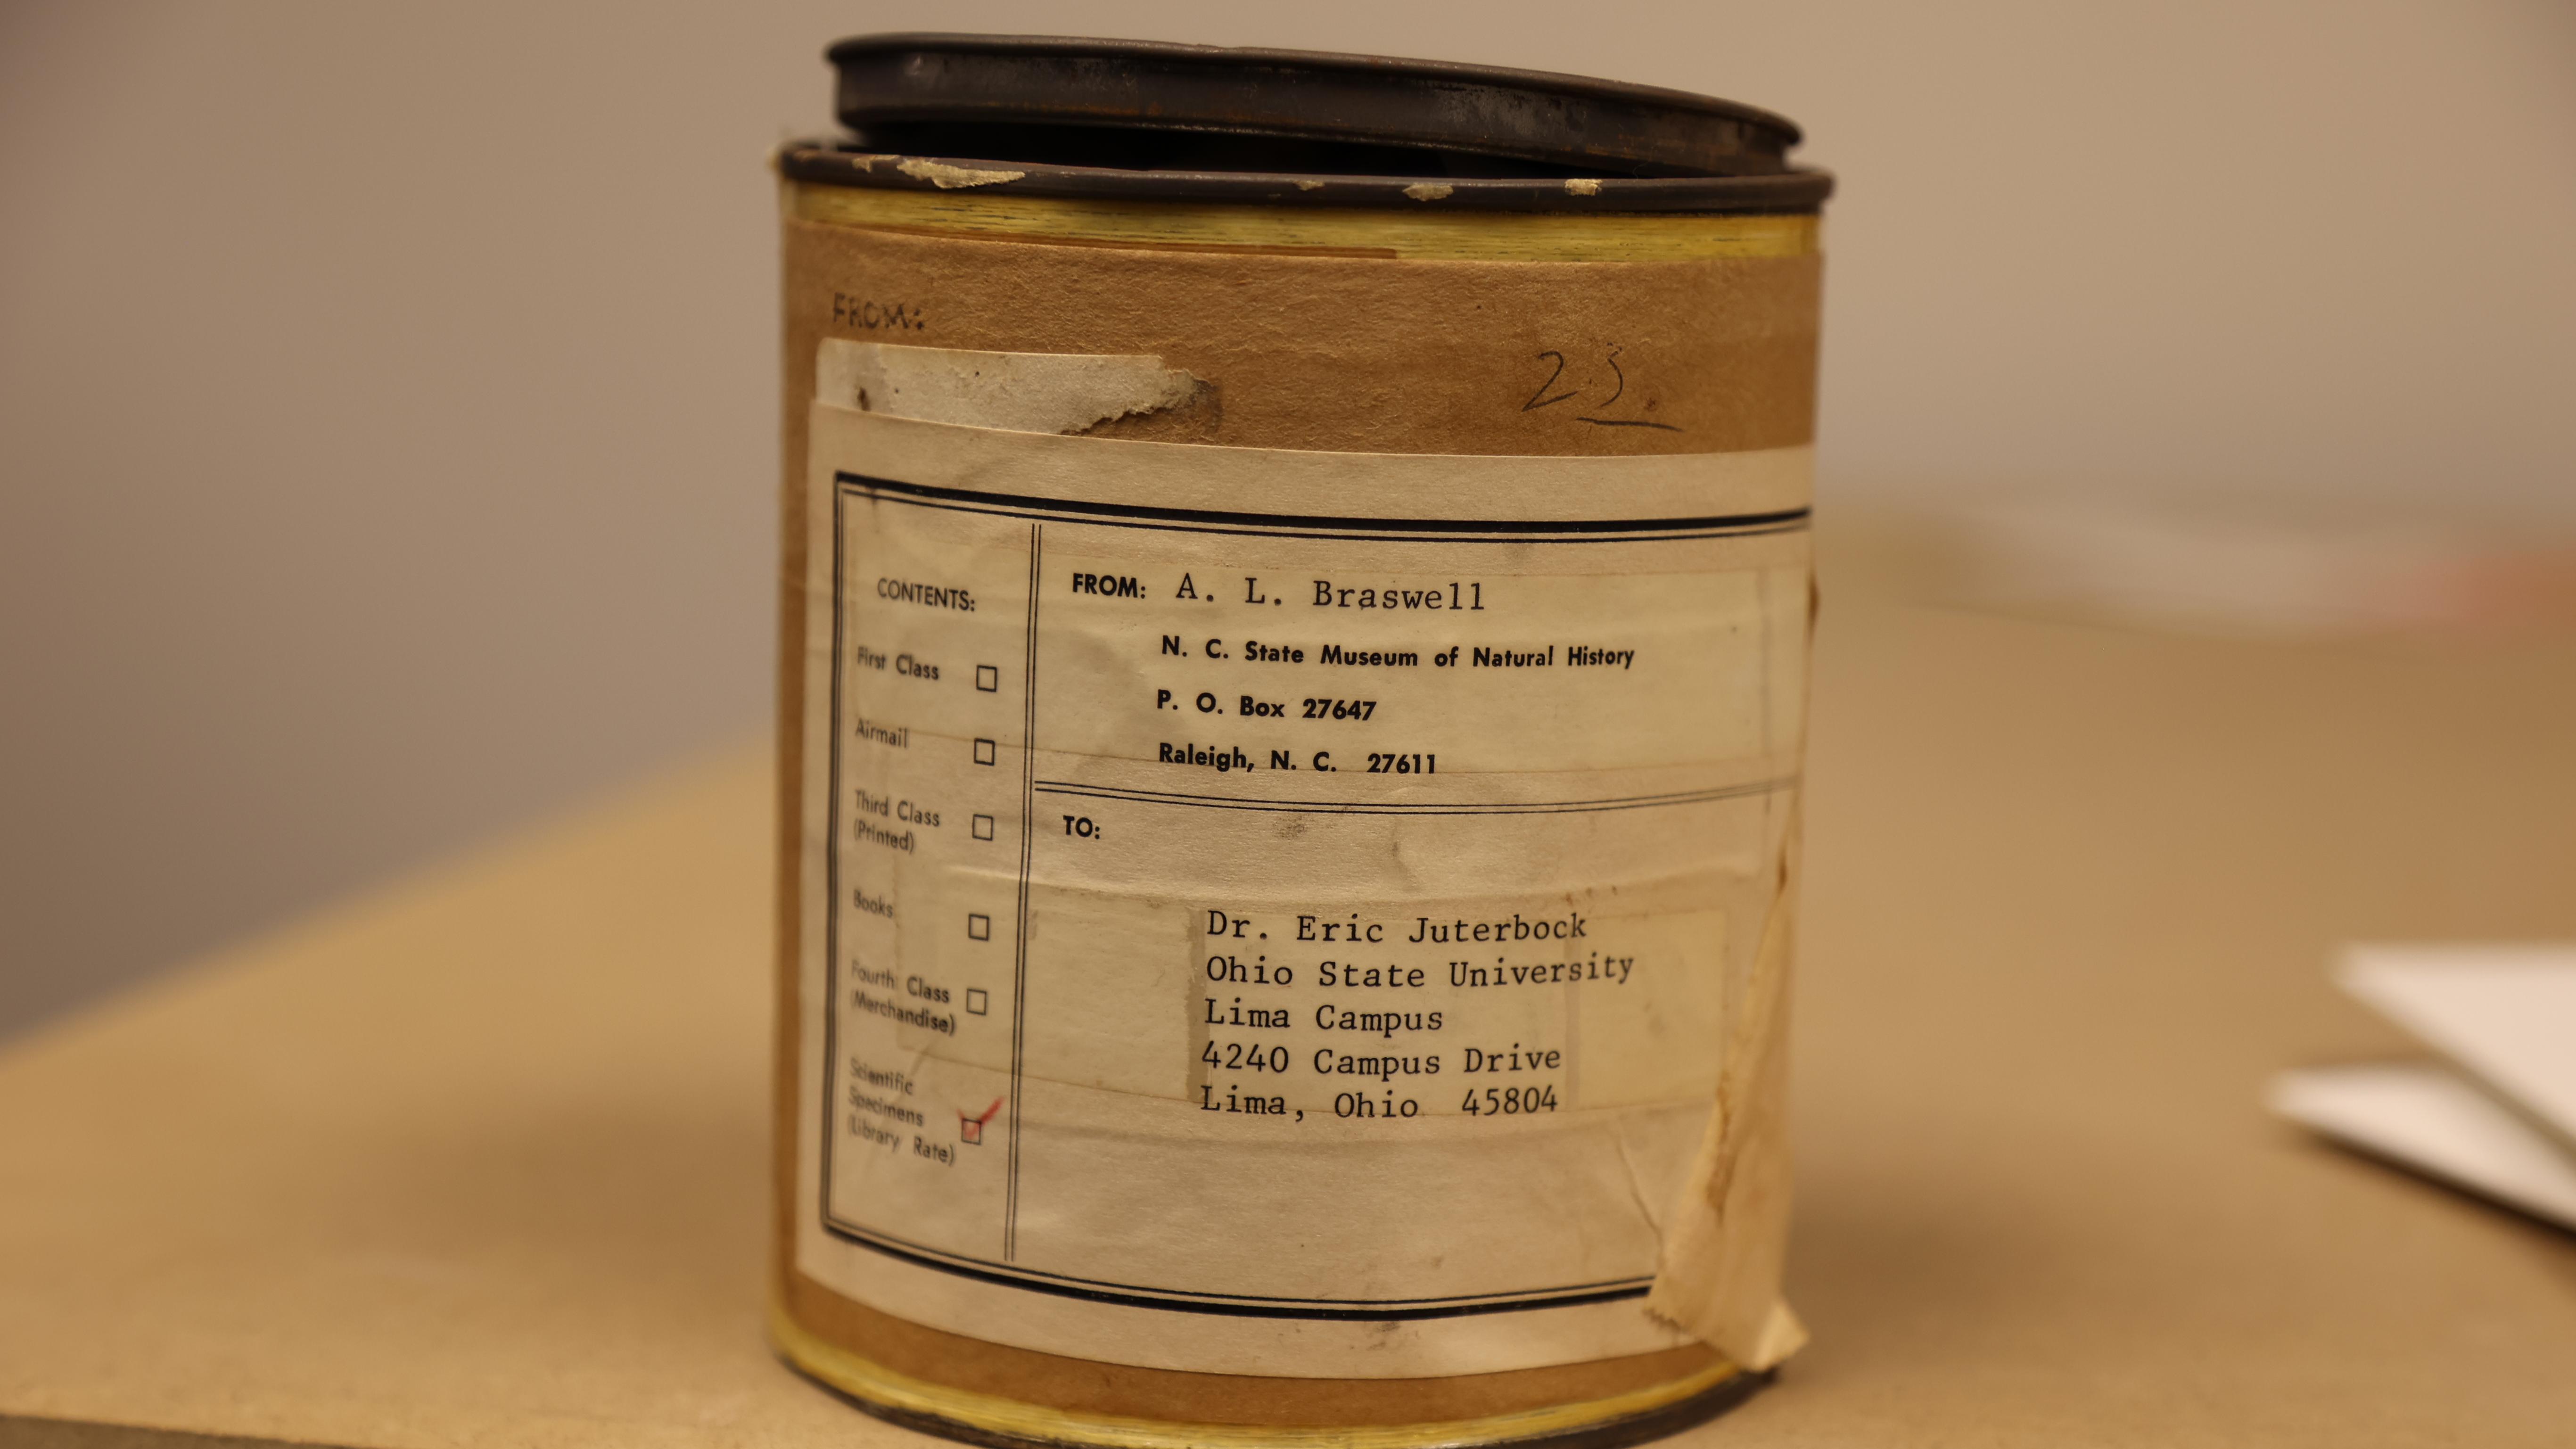 FROM:
23.
CONTENTS:
First Class
Airmail
Third Class
(Printed)
Books
Fourth Class
(Merchandise)
Scientific
Specimens
(Library Rate)
FROM: A. L. Braswell
N. C. State Museum of Natural History
P. O. Box 27647
Raleigh, N. C. 27611
TO:
Dr. Eric Juterbock
Ohio State University
Lima Campus
4240 Campus Drive
Lima, Ohio 45804